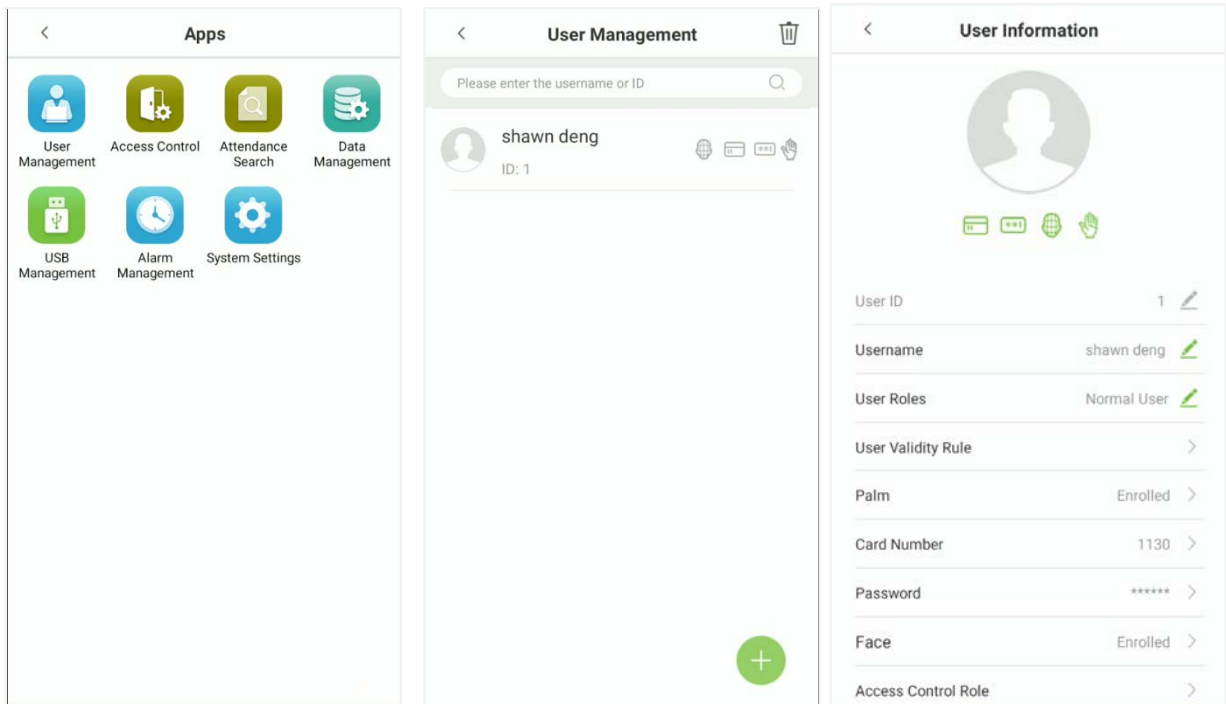 Apps
User
Management
Access Control
Attendance
Search
Data
Management
USB
Management
Alarm
Management
System Settings
User Management
Please enter the username or ID
shawn deng
ID: 1
User Information
User ID 1
Username shawn deng
User Roles Normal User
User Validity Rule
Palm Enrolled
Card Number 1130
Password ******
Face Enrolled
Access Control Role